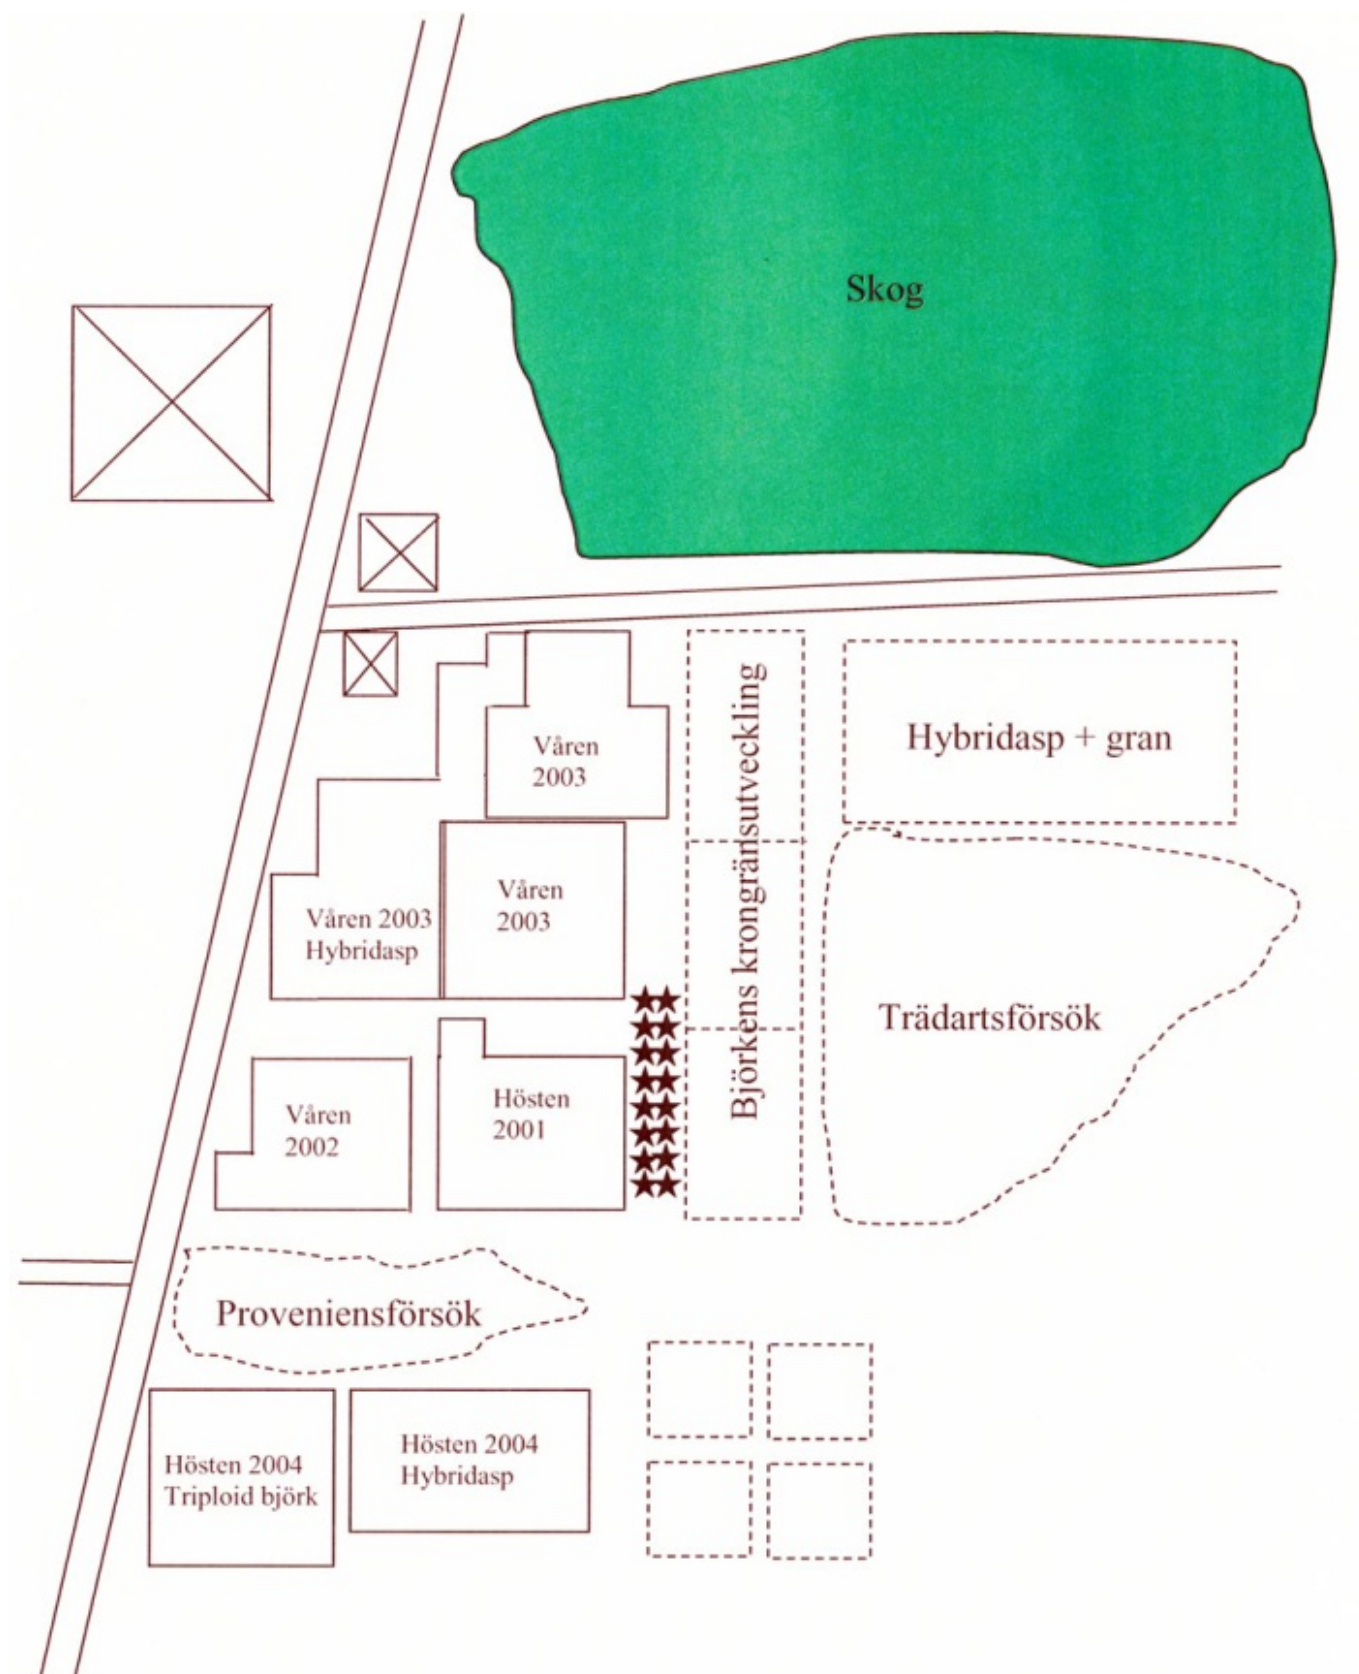 Skog
Våren
2003
Björkens krongränsutveckling
Hybridasp + gran
Våren 2003
Hybridasp
Våren
2003
Trädartsförsök
Våren
2002
Hösten
2001
Proveniensförsök
Hösten 2004
Triploid björk
Hösten 2004
Hybridasp